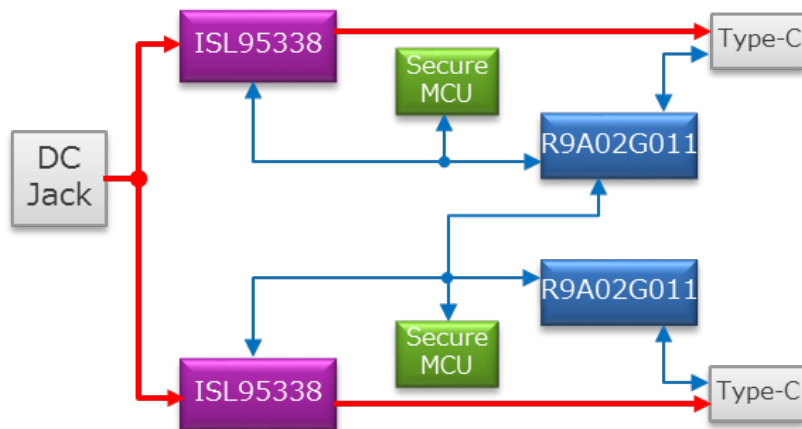 ISL95338
Type-C
Secure
MCU
R9A02G011
DC
Jack
R9A02G011
Secure
MCU
ISL95338
Type-C